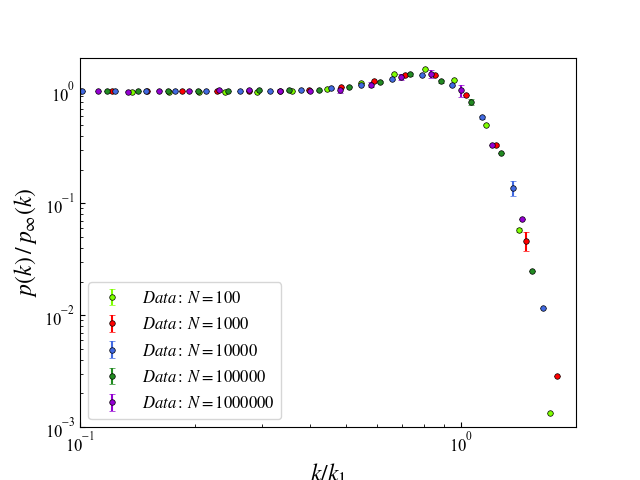 10⁰
10⁻¹
10⁻²
10⁻³
p(k) / p∞(k)
Data: N = 100
Data: N = 1000
Data: N = 10000
Data: N = 100000
Data: N = 1000000
10⁻¹ 10⁰
k/k₁